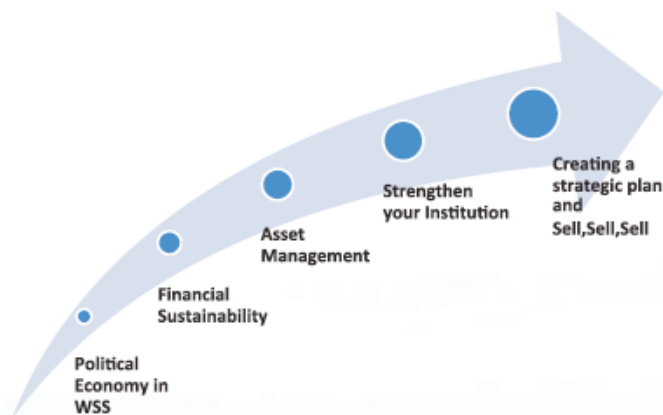 Political
Economy in
WSS
Financial
Sustainability
Asset
Management
Strengthen
your Institution
Creating a
strategic plan
and
Sell,Sell,Sell